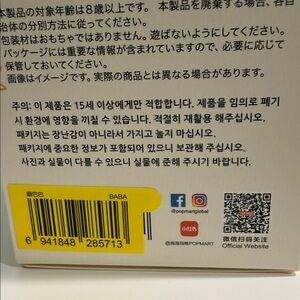 本製品の対象年齢は8歳以上です。 本製品を廃棄する場合、各自
治体の分別方法に従ってください。
包装材はおもちゃではありません。遊ばないようにしてください。
パッケージには重要な情報が含まれていますので、必要に応じて
保管しておいてください。
画像はイメージです。実際の商品とは異なる場合があります。
주의: 이 제품은 15세 이상에게만 적합합니다. 제품을 임의로 폐기
시 환경에 영향을 끼칠 수 있습니다. 적절히 재활용 해주십시오.
패키지는 장난감이 아니라서 가지고 놀지 마십시오.
패키지에 중요한 정보가 포함되어 있으니 보관해 주십시오.
사진과 실물이 다를 수 있으니 실물에 준해 주시기 바랍니다.
BABA
6 941848 285713
@popmartglobal
小红书
@泡泡玛特POPMART
微信扫码关注
Official Website